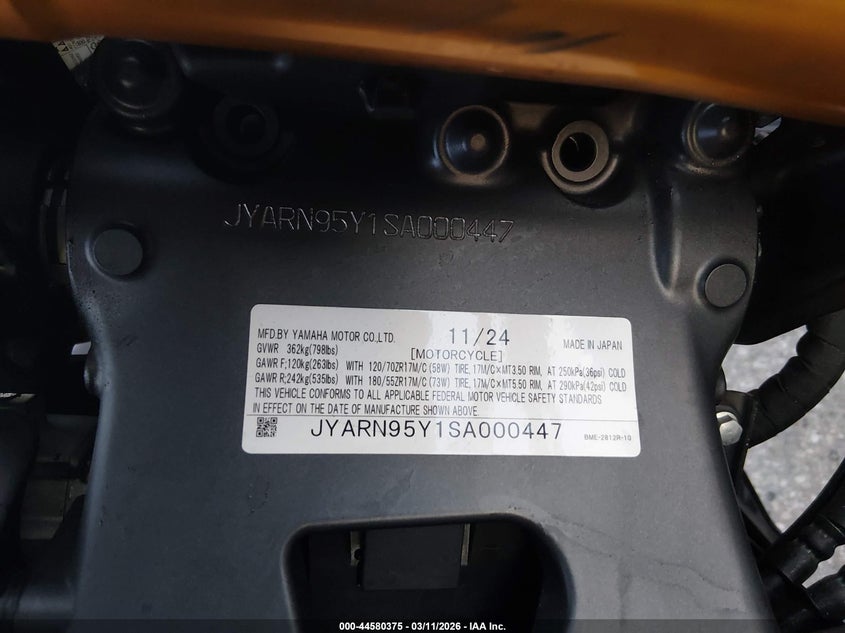 JYARN95Y1SA000447
MFD.BY YAMAHA MOTOR CO.,LTD. 11/24 MADE IN JAPAN
GVWR 362kg(798lbs) [MOTORCYCLE]
GAWR F;120kg(263lbs) WITH 120/70ZR17M/C (58W) TIRE, 17M/C×MT3.50 RIM, AT 250kPa(36psi) COLD
GAWR R;242kg(535lbs) WITH 180/55ZR17M/C (73W) TIRE, 17M/C×MT5.50 RIM, AT 290kPa(42psi) COLD
THIS VEHICLE CONFORMS TO ALL APPLICABLE FEDERAL MOTOR VEHICLE SAFETY STANDARDS
IN EFFECT ON THE DATE OF MANUFACTURE SHOWN ABOVE.
JYARN95Y1SA000447
BME-2812R-10
000-44580375 - 03/11/2026 - IAA Inc.